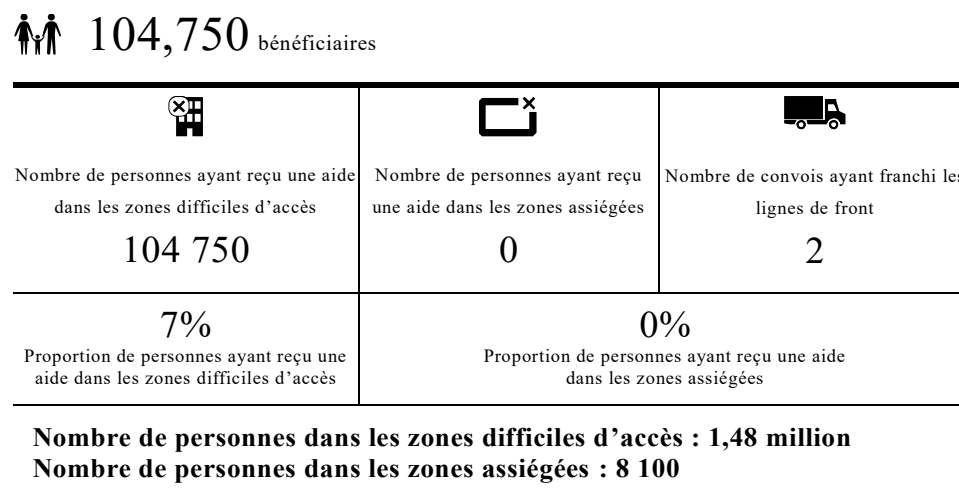 104,750 bénéficiaires
Nombre de personnes ayant reçu une aide
dans les zones difficiles d’accès
104 750
Nombre de personnes ayant reçu
une aide dans les zones assiégées
0
Nombre de convois ayant franchi les
lignes de front
2
7%
Proportion de personnes ayant reçu une
aide dans les zones difficiles d’accès
0%
Proportion de personnes ayant reçu une aide
dans les zones assiégées
Nombre de personnes dans les zones difficiles d’accès : 1,48 million
Nombre de personnes dans les zones assiégées : 8 100